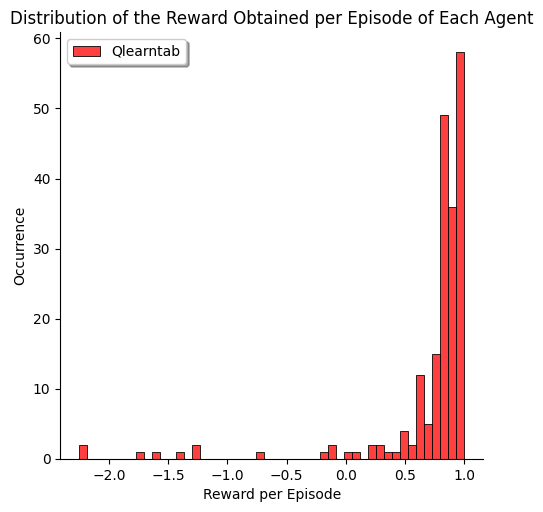 Distribution of the Reward Obtained per Episode of Each Agent
Qlearntab
60
50
40
30
20
10
0
Occurrence
−2.0 −1.5 −1.0 −0.5 0.0 0.5 1.0
Reward per Episode